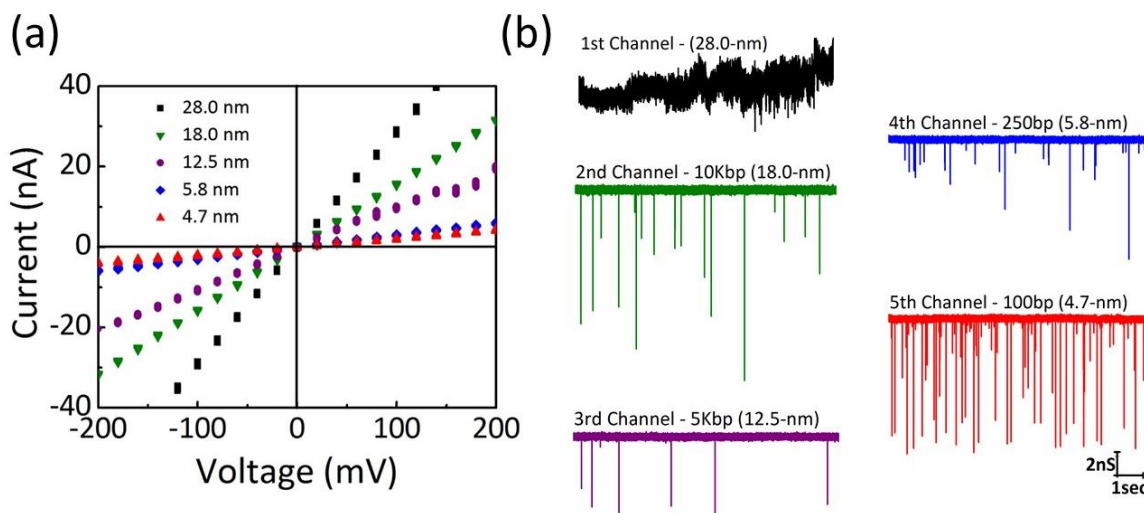 (a)
40
20
0
-20
-40
Current (nA)
28.0 nm
18.0 nm
12.5 nm
5.8 nm
4.7 nm
-200 -100 0 100 200
Voltage (mV)
(b)
1st Channel - (28.0-nm)
2nd Channel - 10Kbp (18.0-nm)
3rd Channel - 5Kbp (12.5-nm)
4th Channel - 250bp (5.8-nm)
5th Channel - 100bp (4.7-nm)
2nS
1sec